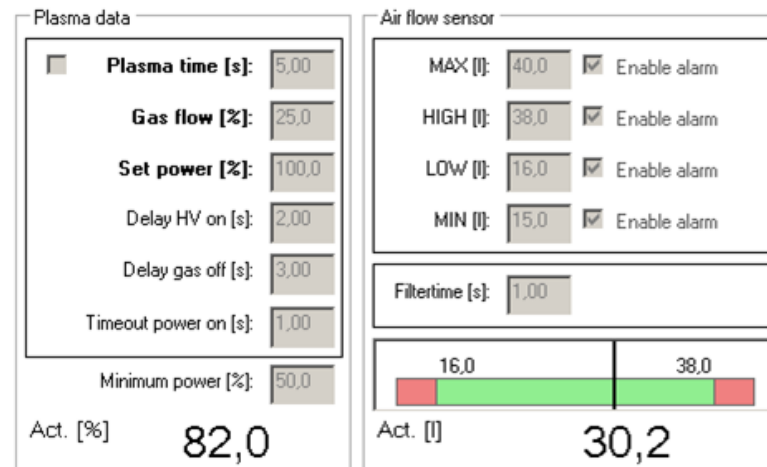 Plasma data
Plasma time [s]: 5,00
Gas flow [%]: 25,0
Set power [%]: 100,0
Delay HV on [s]: 2,00
Delay gas off [s]: 3,00
Timeout power on [s]: 1,00
Minimum power [%]: 50,0
Act. [%] 82,0
Air flow sensor
MAX [l]: 40,0 Enable alarm
HIGH [l]: 38,0 Enable alarm
LOW [l]: 16,0 Enable alarm
MIN [l]: 15,0 Enable alarm
Filtertime [s]: 1,00
16,0 38,0
Act. [l] 30,2